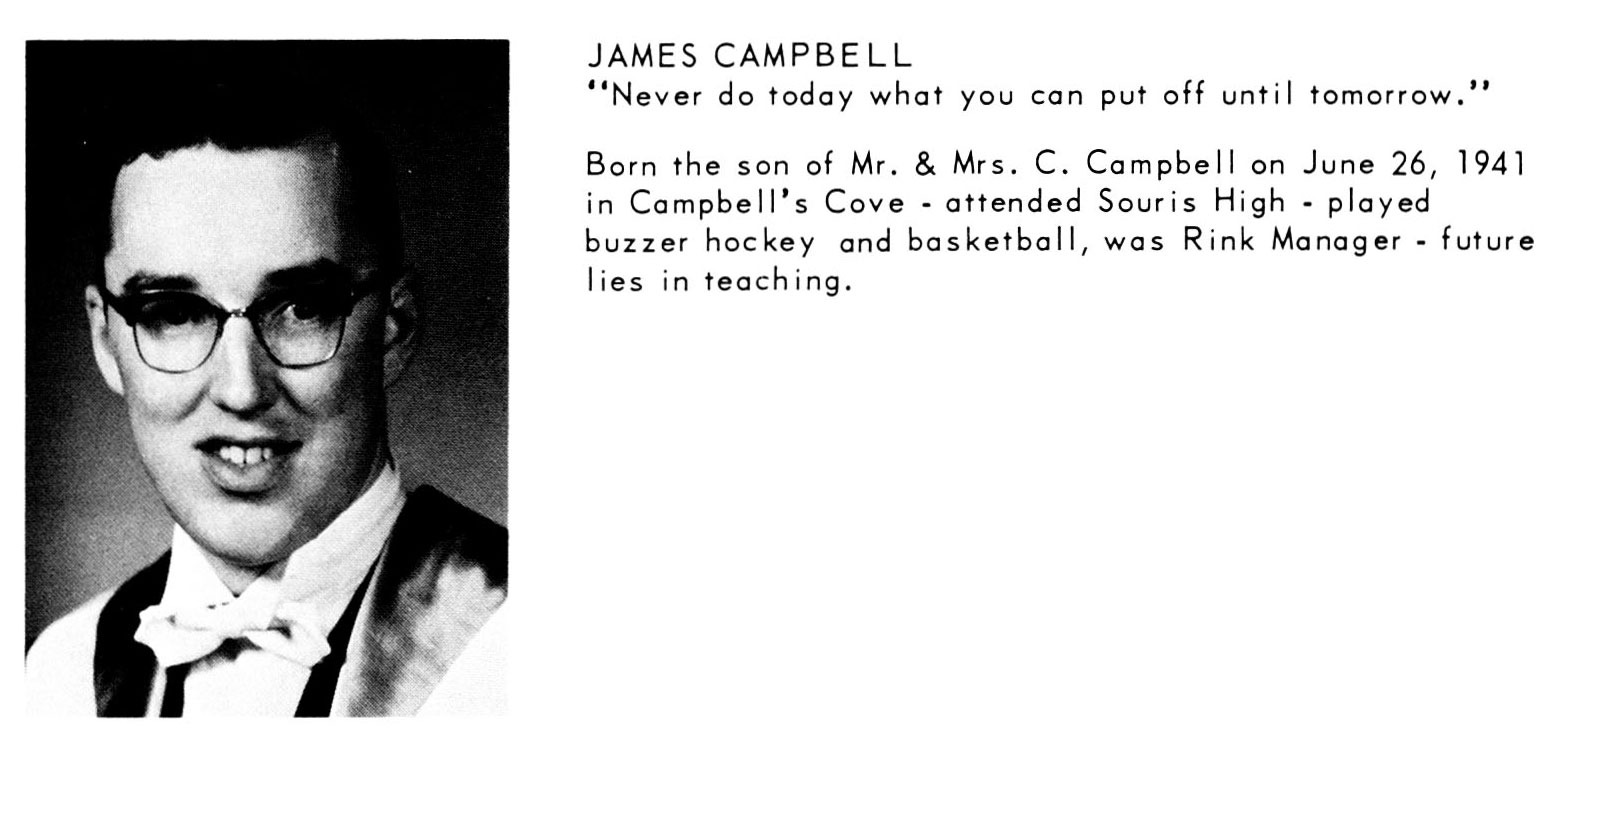 JAMES CAMPBELL
"Never do today what you can put off until tomorrow."
Born the son of Mr. & Mrs. C. Campbell on June 26, 1941
in Campbell's Cove - attended Souris High - played
buzzer hockey and basketball, was Rink Manager - future
lies in teaching.